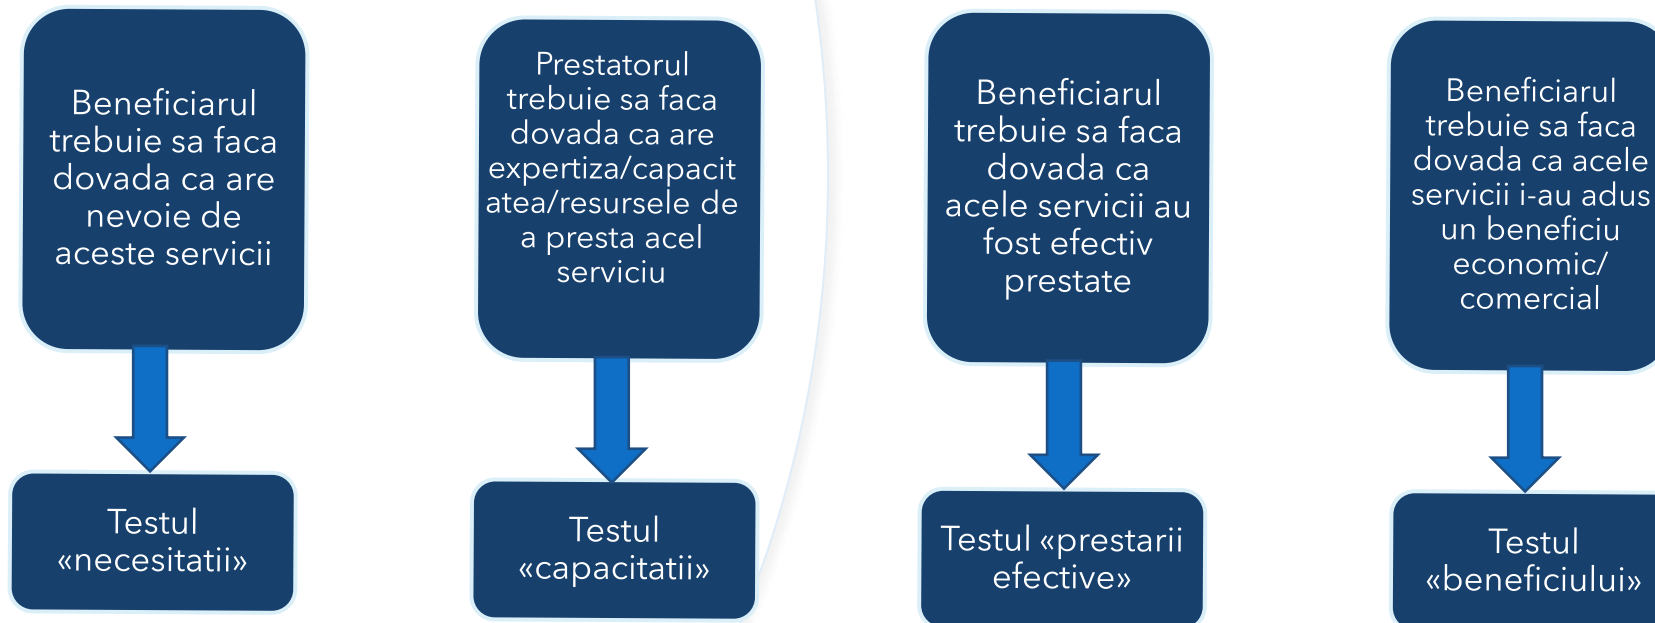 Beneficiarul
trebuie sa faca
dovada ca are
nevoie de
aceste servicii
Testul
«necesitatii»
Prestatorul
trebuie sa faca
dovada ca are
expertiza/capacit
atea/resursele de
a presta acel
serviciu
Testul
«capacitatii»
Beneficiarul
trebuie sa faca
dovada ca
acele servicii au
fost efectiv
prestate
Testul «prestarii
efective»
Beneficiarul
trebuie sa faca
dovada ca acele
servicii i-au adus
un beneficiu
economic/
comercial
Testul
«beneficiului»